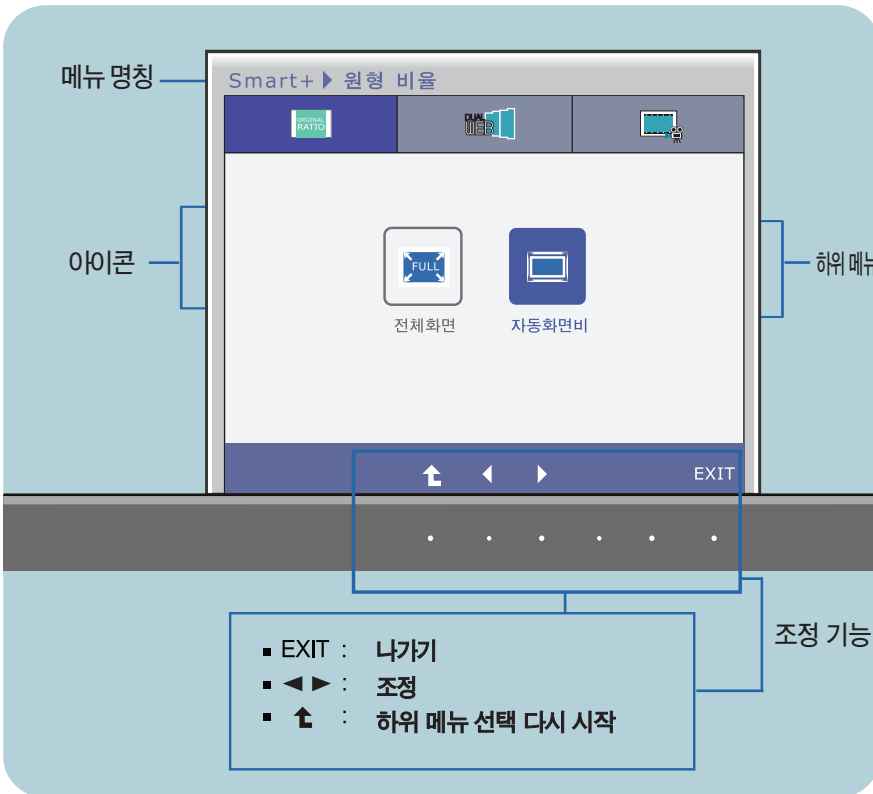 메뉴 명칭
Smart+ 원형 비율
ORIGINAL
RATIO
DUAL
WEB
아이콘
하위 메뉴
FULL
전체화면 자동화면비
EXIT
조정 기능
EXIT : 나가기
: 조정
: 하위 메뉴 선택 다시 시작